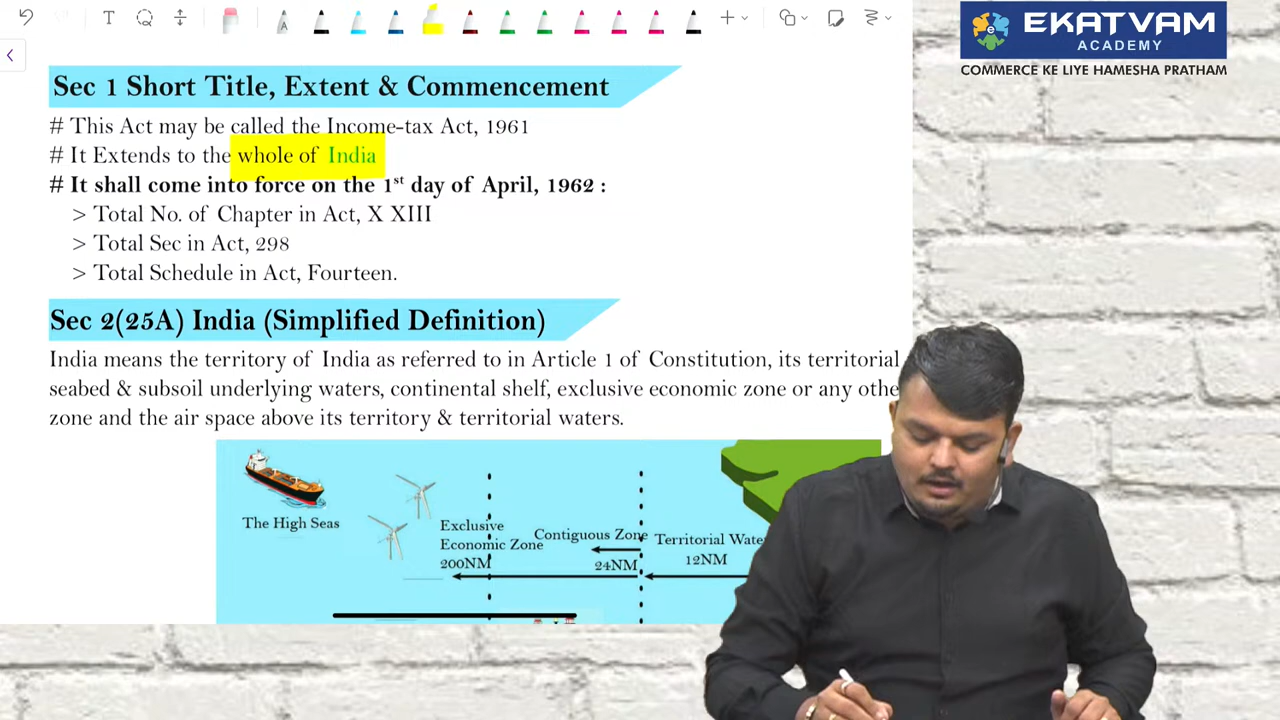 EKATVAM
ACADEMY
COMMERCE KE LIYE HAMESHA PRATHAM
Sec 1 Short Title, Extent & Commencement
# This Act may be called the Income-tax Act, 1961
# It Extends to the whole of India
# It shall come into force on the 1st day of April, 1962 :
> Total No. of Chapter in Act, X XIII
> Total Sec in Act, 298
> Total Schedule in Act, Fourteen.
Sec 2(25A) India (Simplified Definition)
India means the territory of India as referred to in Article 1 of Constitution, its territorial
seabed & subsoil underlying waters, continental shelf, exclusive economic zone or any othe
zone and the air space above its territory & territorial waters.
The High Seas
Exclusive
Economic Zone
200NM
Contiguous Zone
24NM
Territorial Wate
12NM